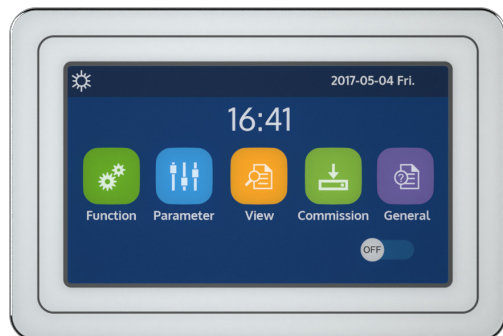 2017-05-04 Fri.
16:41
Function Parameter View Commission General
OFF